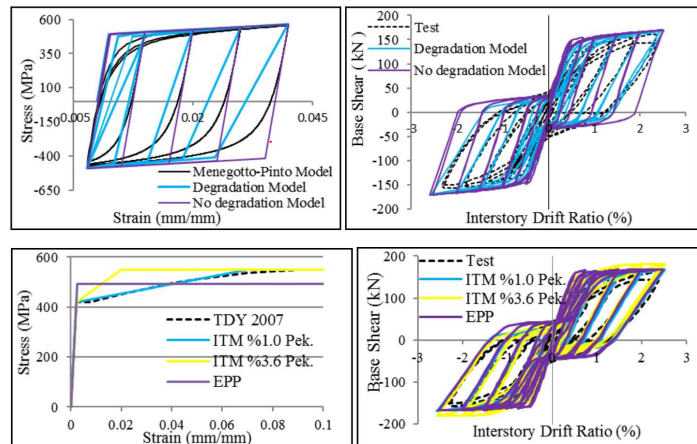 600
350
100
-150
-400
-650
0.005
0.02
0.045
Stress (MPa)
Menegotto-Pinto Model
Degradation Model
No degradation Model
Strain (mm/mm)
200
150
100
50
0
-50
-100
-150
-200
-3
-2
-1
0
1
2
3
Base Shear ( kN )
Test
Degradation Model
No degradation Model
Interstory Drift Ratio (%)
600
400
200
0
0
0.02
0.04
0.06
0.08
0.1
Stress (MPa)
TDY 2007
ITM %1.0 Pek.
ITM %3.6 Pek.
EPP
Strain (mm/mm)
200
100
0
-100
-200
-3
-2
-1
0
1
2
3
Base Shear (kN)
Test
ITM %1.0 Pek.
ITM %3.6 Pek.
EPP
Interstory Drift Ratio (%)